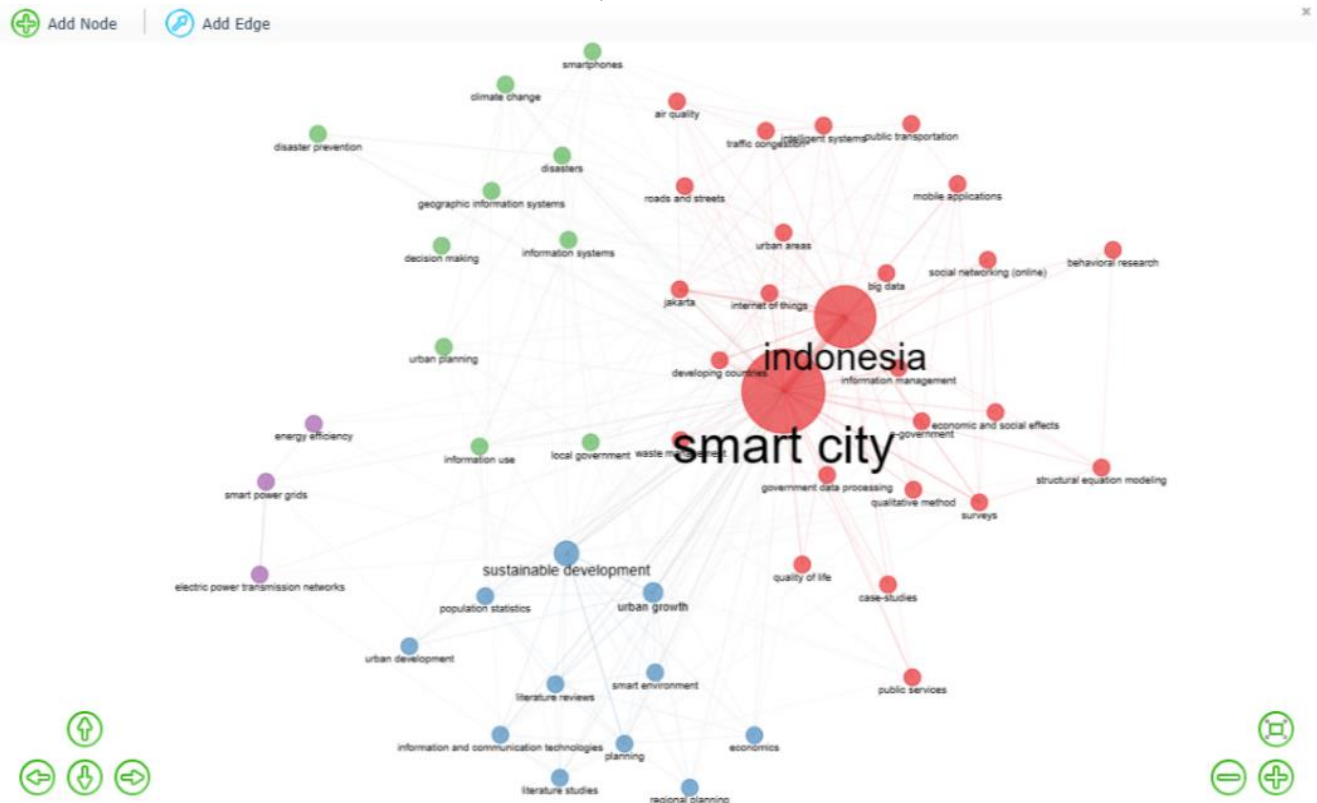 Add Node
Add Edge
smartphones
climate change
air quality
disaster prevention
traffic congestion
intelligent systems
public transportation
disasters
roads and streets
mobile applications
geographic information systems
urban areas
decision making
information systems
social networking (online)
behavioral research
big data
jakarta
internet of things
urban planning
indonesia
developing countries
information management
energy efficiency
economic and social effects
e-government
information use
local government
waste management
smart city
smart power grids
government data processing
qualitative method
structural equation modeling
surveys
sustainable development
electric power transmission networks
quality of life
population statistics
urban growth
case-studies
urban development
literature reviews
smart environment
public services
information and communication technologies
planning
economics
literature studies
regional planning